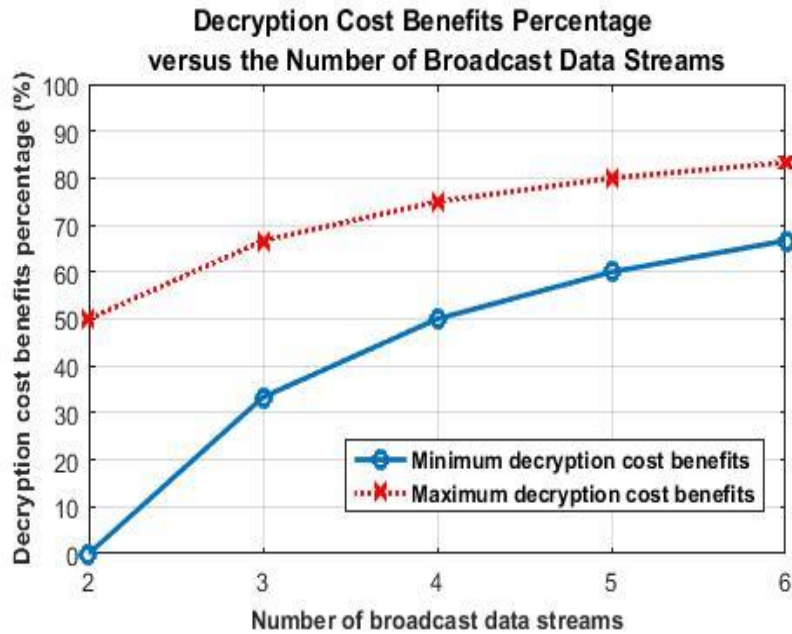 Decryption Cost Benefits Percentage
versus the Number of Broadcast Data Streams
Decryption cost benefits percentage (%)
100
90
80
70
60
50
40
30
20
10
0
Minimum decryption cost benefits
Maximum decryption cost benefits
2 3 4 5 6
Number of broadcast data streams